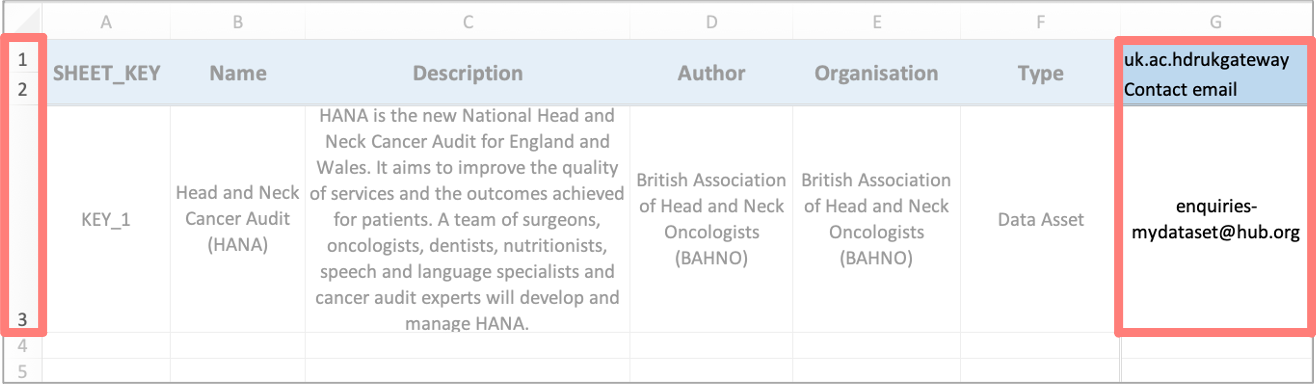 A B C D E F G
1 uk.ac.hdrukgateway
SHEET_KEY Name Description Author Organisation Type
2 Contact email
HANA is the new National Head and
Neck Cancer Audit for England and
Wales. It aims to improve the quality
of services and the outcomes achieved
for patients. A team of surgeons,
oncologists, dentists, nutritionists,
speech and language specialists and
cancer audit experts will develop and
manage HANA.
KEY_1
Head and Neck
Cancer Audit
(HANA)
British Association
of Head and Neck
Oncologists
(BAHNO)
British Association
of Head and Neck
Oncologists
(BAHNO)
Data Asset
enquiries-
mydataset@hub.org
3
4
5